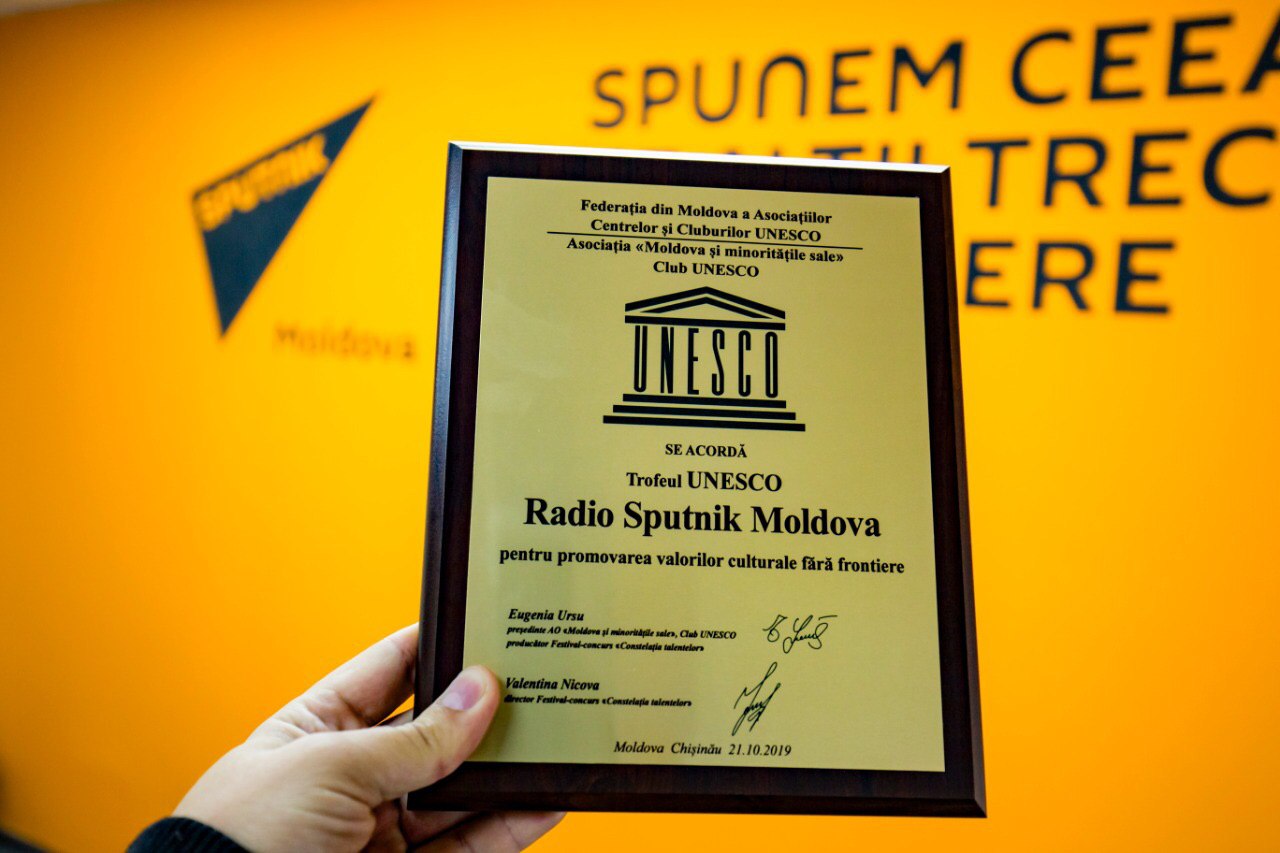 SPUNEM CEEA
TREC
ERE
SPUTNIK
Moldova
Federația din Moldova a Asociațiilor
Centrelor și Cluburilor UNESCO
Asociația «Moldova și minoritățile sale»
Club UNESCO
UNESCO
SE ACORDĂ
Trofeul UNESCO
Radio Sputnik Moldova
pentru promovarea valorilor culturale fără frontiere
Eugenia Ursu
președinte AO «Moldova și minoritățile sale», Club UNESCO
producător Festival-concurs «Constelația talentelor»
Valentina Nicova
director Festival-concurs «Constelația talentelor»
Moldova Chișinău 21.10.2019